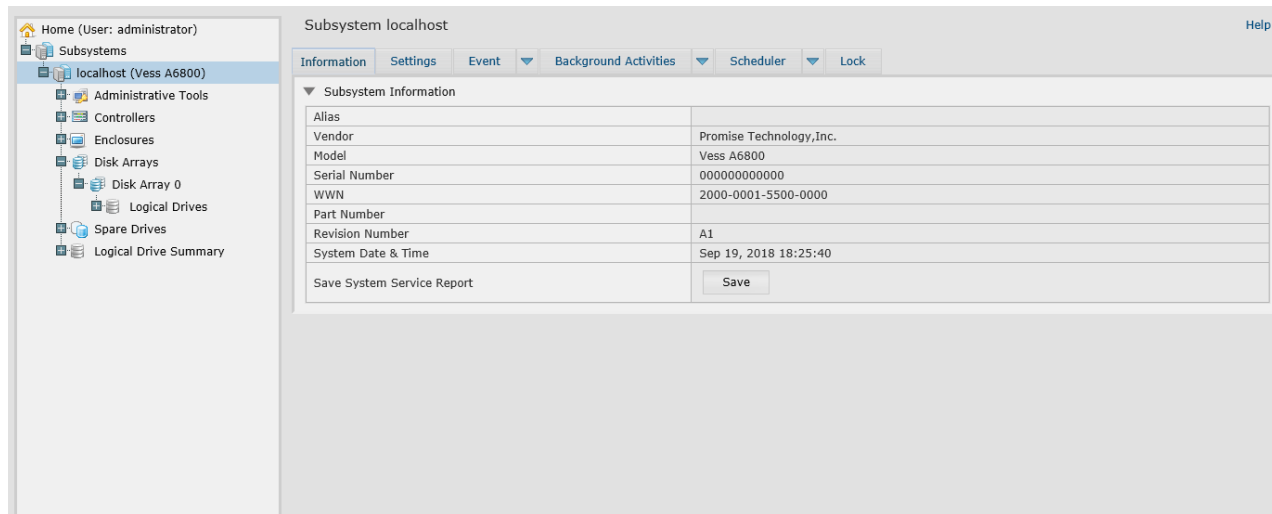 Home (User: administrator)
Subsystems
localhost (Vess A6800)
Administrative Tools
Controllers
Enclosures
Disk Arrays
Disk Array 0
Logical Drives
Spare Drives
Logical Drive Summary
Subsystem localhost
Help
Information Settings Event Background Activities Scheduler Lock
Subsystem Information
Alias
Vendor Promise Technology,Inc.
Model Vess A6800
Serial Number 000000000000
WWN 2000-0001-5500-0000
Part Number
Revision Number A1
System Date & Time Sep 19, 2018 18:25:40
Save System Service Report Save